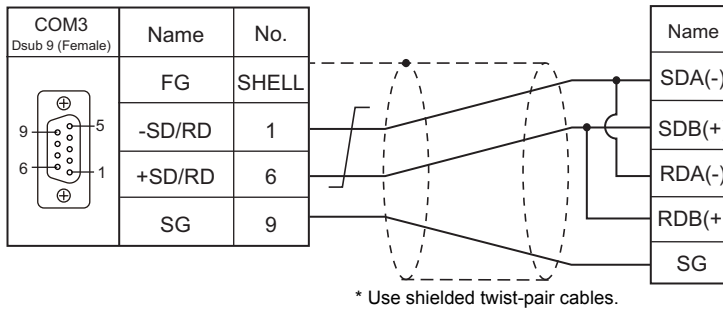 COM3
Dsub 9 (Female)
Name
No.
Name
FG
SHELL
SDA(-)
9
5
-SD/RD
1
SDB(+
6
1
+SD/RD
6
RDA(-)
RDB(+
SG
9
SG
* Use shielded twist-pair cables.